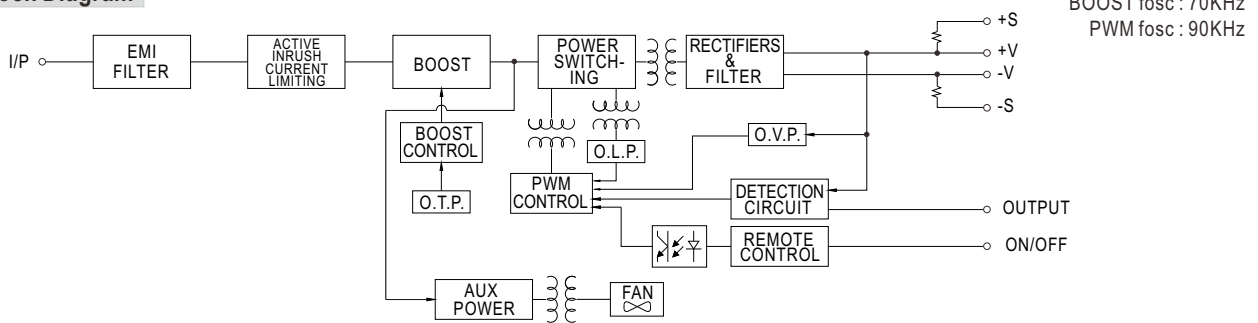 Diagram
BOOST fosc : 70KHz
PWM fosc : 90KHz
I/P
EMI
FILTER
ACTIVE
INRUSH
CURRENT
LIMITING
BOOST
POWER
SWITCH-
ING
RECTIFIERS
&
FILTER
+S
+V
-V
-S
BOOST
CONTROL
O.T.P.
O.L.P.
O.V.P.
PWM
CONTROL
DETECTION
CIRCUIT
OUTPUT
REMOTE
CONTROL
ON/OFF
AUX
POWER
FAN